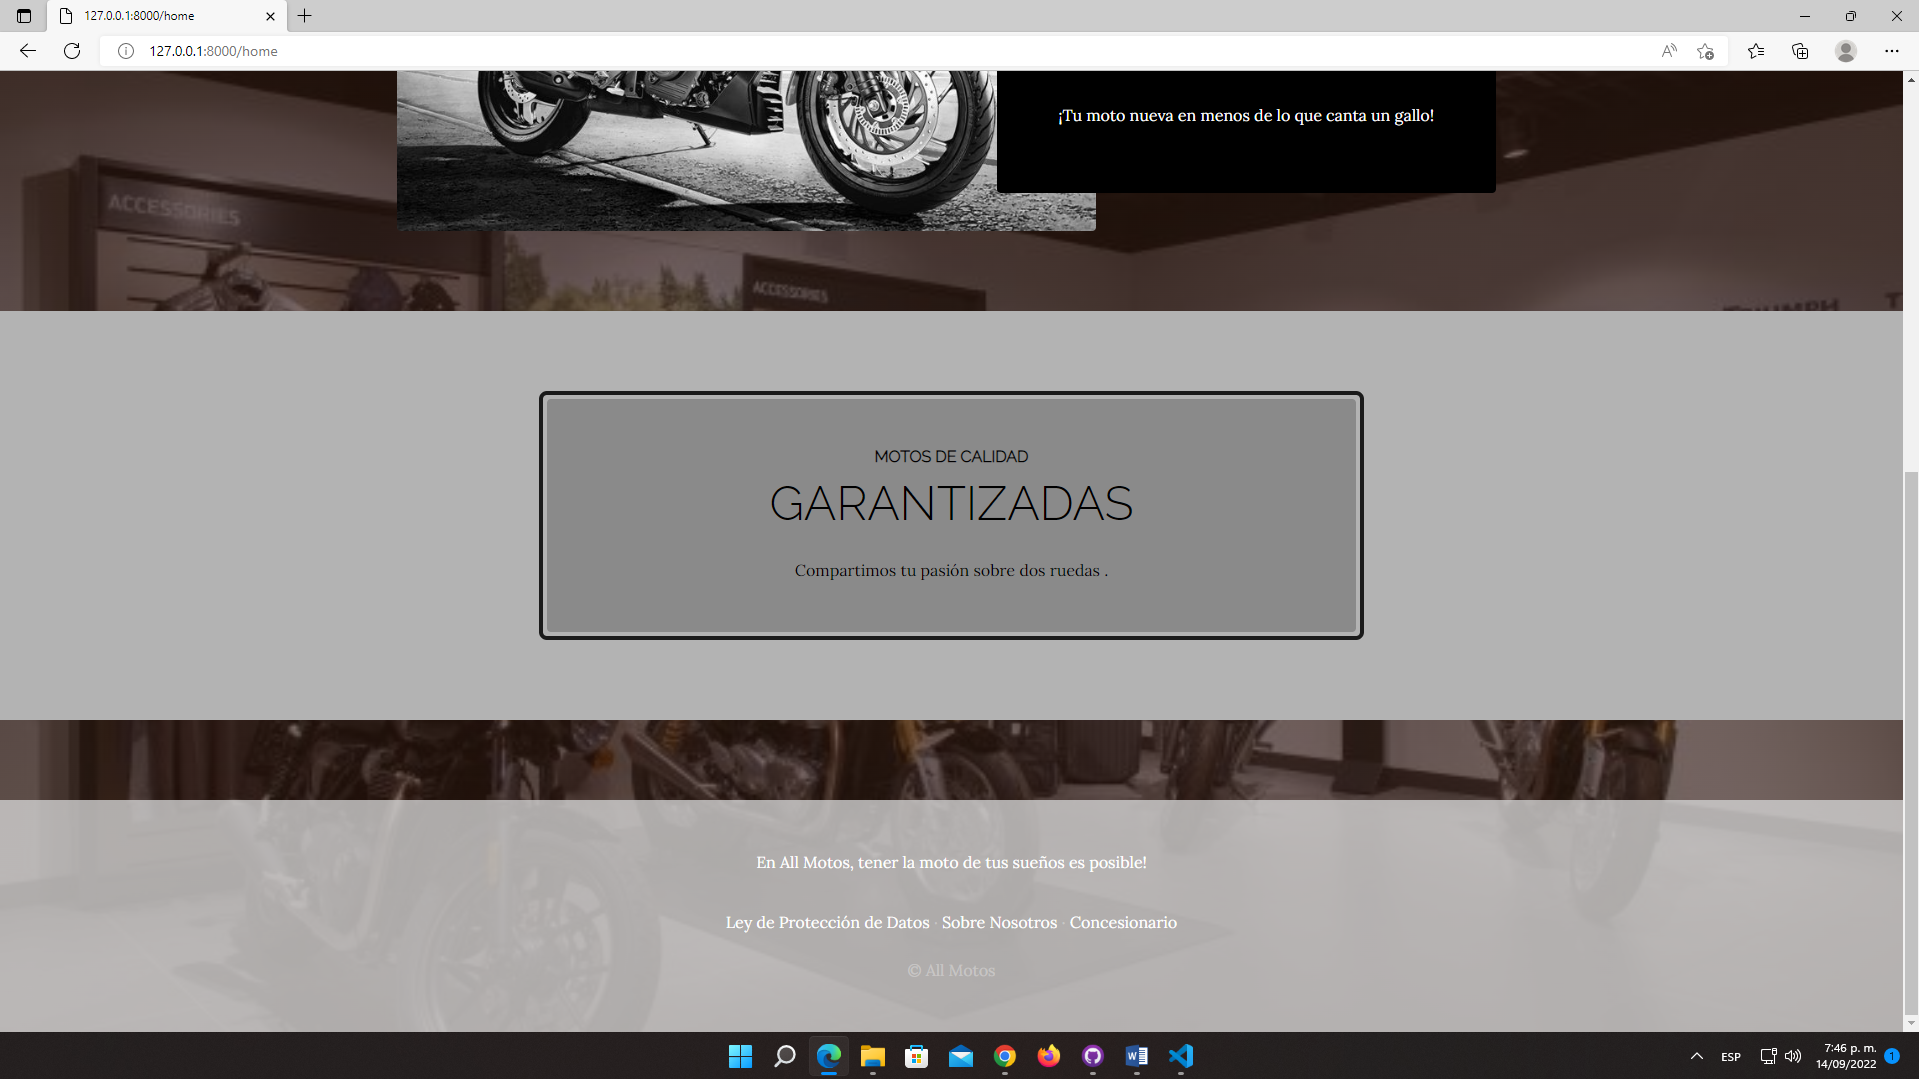 127.0.0.1:8000/home
127.0.0.1:8000/home
¡Tu moto nueva en menos de lo que canta un gallo!
ACCESSORIES
ACCESSORIES
TRIUMPH
MOTOS DE CALIDAD
GARANTIZADAS
Compartimos tu pasión sobre dos ruedas .
En All Motos, tener la moto de tus sueños es posible!
Ley de Protección de Datos · Sobre Nosotros · Concesionario
© All Motos
ESP
7:46 p. m.
14/09/2022
1